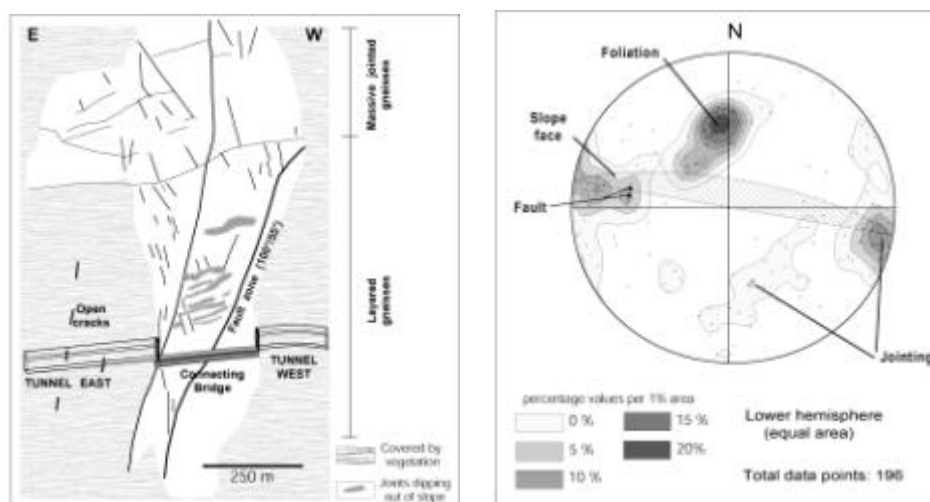 E
W
Massive jointed
gneisses
Layered
gneisses
Fault zone (100°/55°)
Open
cracks
TUNNEL EAST
Connecting
Bridge
TUNNEL
WEST
250 m
Covered by
vegetation
Joints dipping
out of slope
N
Foliation
Slope
face
Fault
Jointing
percentage values per 1% area
0 %
5 %
10 %
15 %
20%
Lower hemisphere
(equal area)
Total data points: 196